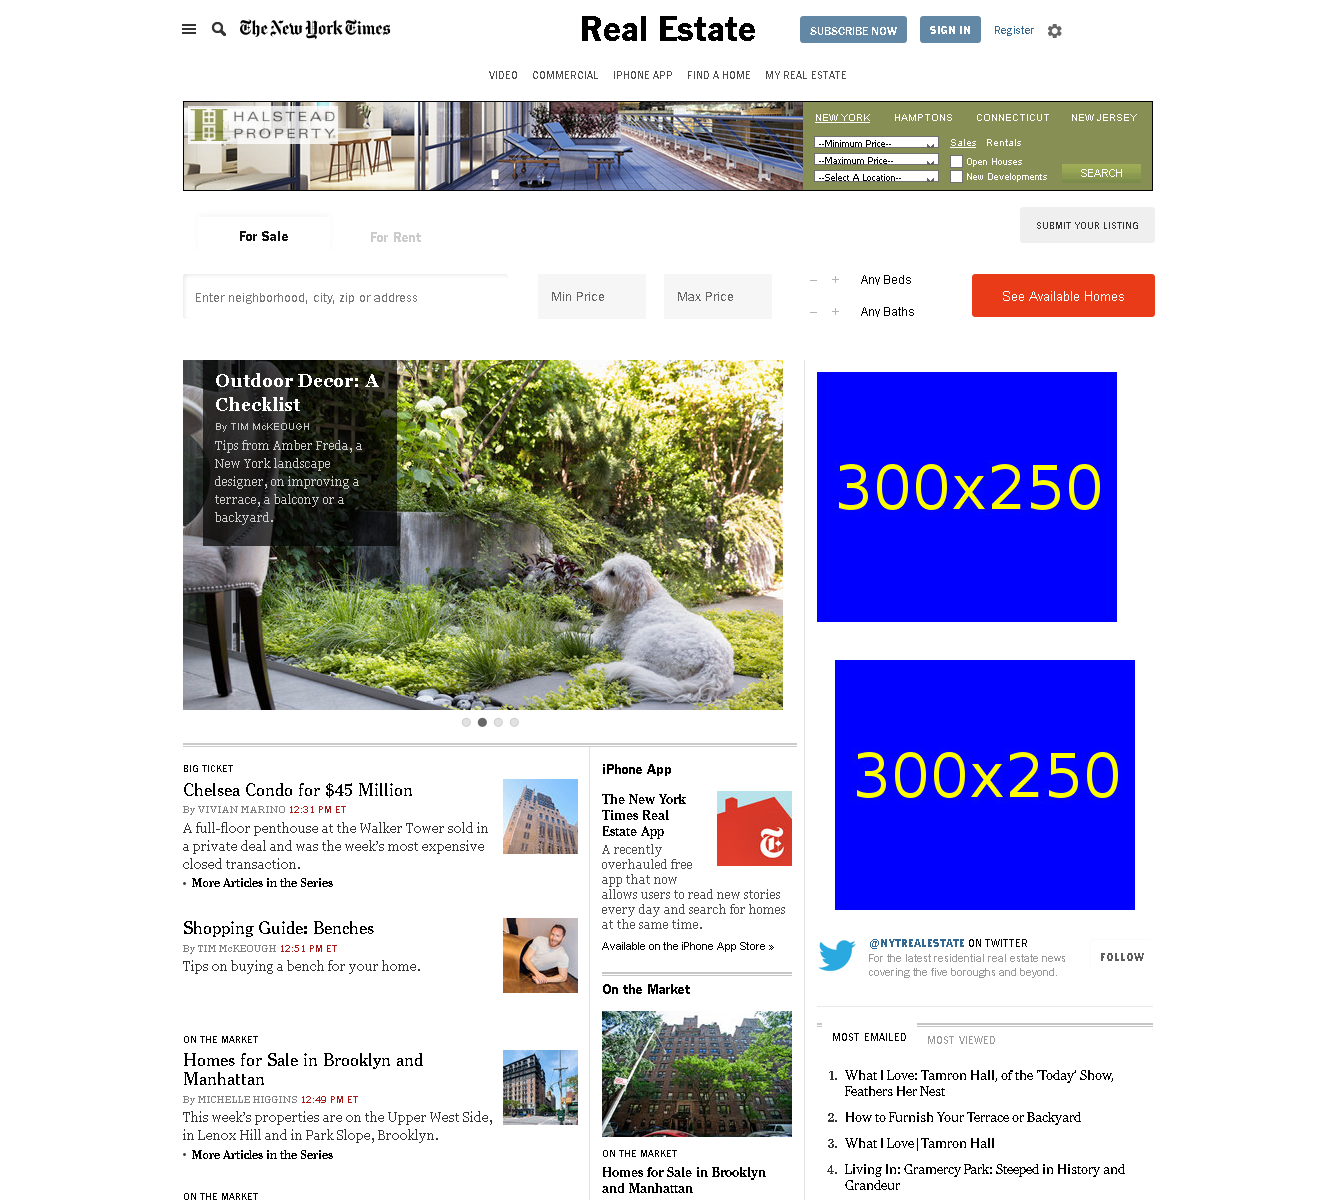 The New York Times
Real Estate
SUBSCRIBE NOW
SIGN IN
Register
VIDEO
COMMERCIAL
IPHONE APP
FIND A HOME
MY REAL ESTATE
HALSTEAD
PROPERTY
NEW YORK
HAMPTONS
CONNECTICUT
NEW JERSEY
--Minimum Price--
Sales
Rentals
--Maximum Price--
Open Houses
--Select A Location--
New Developments
SEARCH
For Sale
For Rent
SUBMIT YOUR LISTING
Enter neighborhood, city, zip or address
Min Price
Max Price
– + Any Beds
– + Any Baths
See Available Homes
Outdoor Decor: A
Checklist
By TIM McKEOUGH
Tips from Amber Freda, a
New York landscape
designer, on improving a
terrace, a balcony or a
backyard.
300x250
300x250
BIG TICKET
Chelsea Condo for $45 Million
By VIVIAN MARINO 12:31 PM ET
A full-floor penthouse at the Walker Tower sold in
a private deal and was the week's most expensive
closed transaction.
• More Articles in the Series
Shopping Guide: Benches
By TIM McKEOUGH 12:51 PM ET
Tips on buying a bench for your home.
ON THE MARKET
Homes for Sale in Brooklyn and
Manhattan
By MICHELLE HIGGINS 12:49 PM ET
This week's properties are on the Upper West Side,
in Lenox Hill and in Park Slope, Brooklyn.
• More Articles in the Series
ON THE MARKET
iPhone App
The New York
Times Real
Estate App
T
A recently
overhauled free
app that now
allows users to read new stories
every day and search for homes
at the same time.
Available on the iPhone App Store »
On the Market
ON THE MARKET
Homes for Sale in Brooklyn
and Manhattan
@NYTREALESTATE ON TWITTER
For the latest residential real estate news
covering the five boroughs and beyond.
FOLLOW
MOST EMAILED
MOST VIEWED
1. What I Love: Tamron Hall, of the 'Today' Show,
Feathers Her Nest
2. How to Furnish Your Terrace or Backyard
3. What I Love | Tamron Hall
4. Living In: Gramercy Park: Steeped in History and
Grandeur